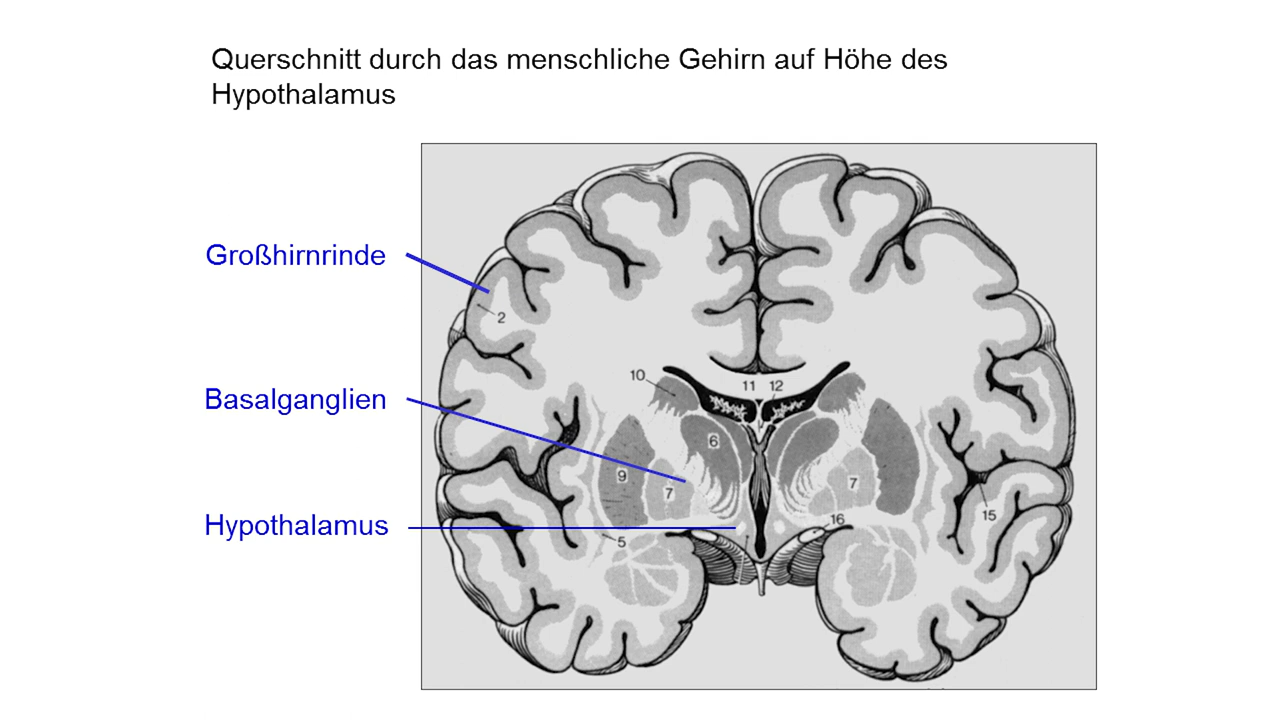 Querschnitt durch das menschliche Gehirn auf Höhe des
Hypothalamus
Großhirnrinde
2
10
11 12
Basalganglien
6
9
7
7
Hypothalamus
16
15
5